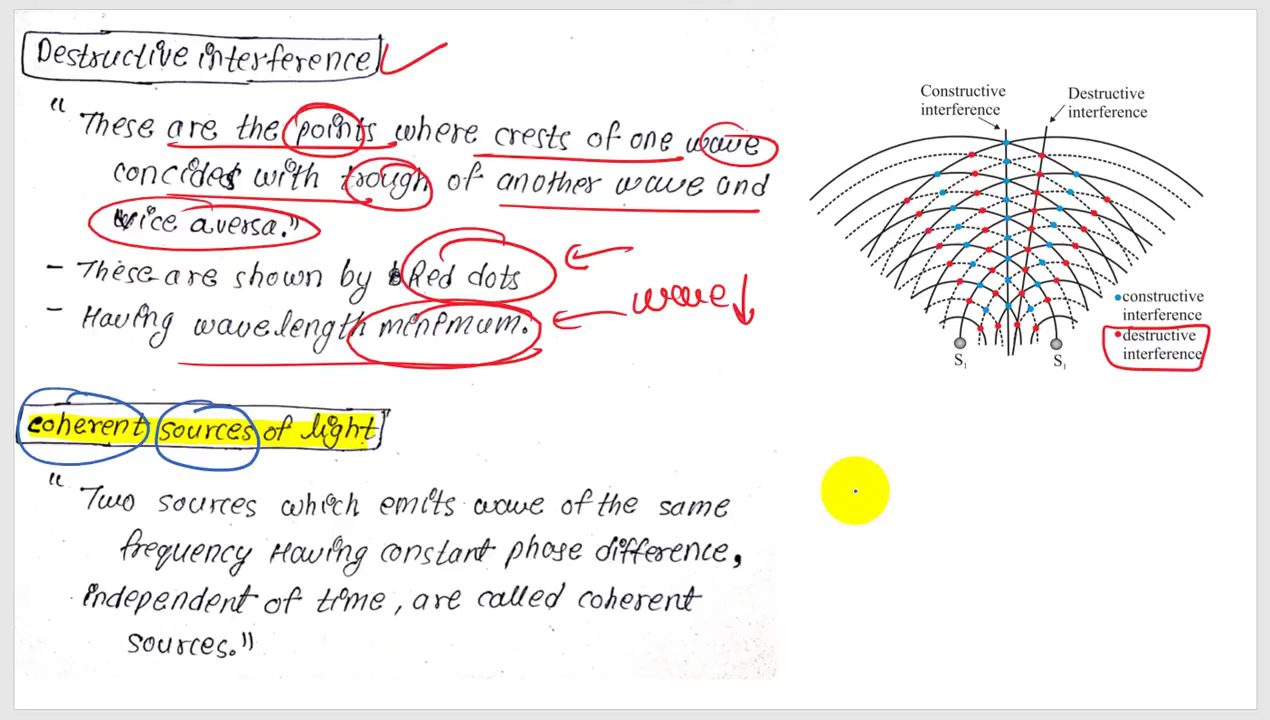 Destructive interference
"These are the points where crests of one wave
concides with trough of another wave and
vice aversa."
- These are shown by Red dots
- Having wavelength minimum.
wave↓
coherent sources of light
"Two sources which emits wave of the same
frequency Having constant phase difference,
independent of time, are called coherent
sources."
Constructive
interference
Destructive
interference
constructive
interference
destructive
interference
S₁
S₁